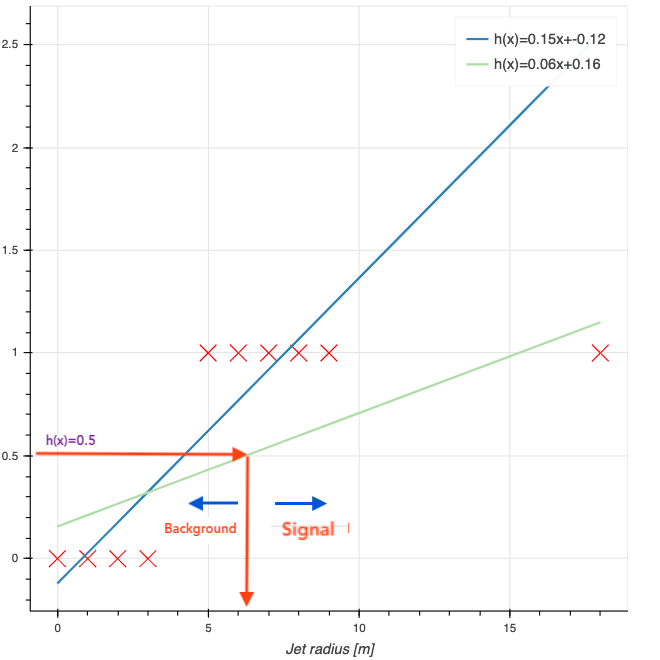 h(x)=0.15x+-0.12
h(x)=0.06x+0.16
2.5
2
1.5
1
h(x)=0.5
0.5
Background
Signal
0
0
5
10
15
Jet radius [m]